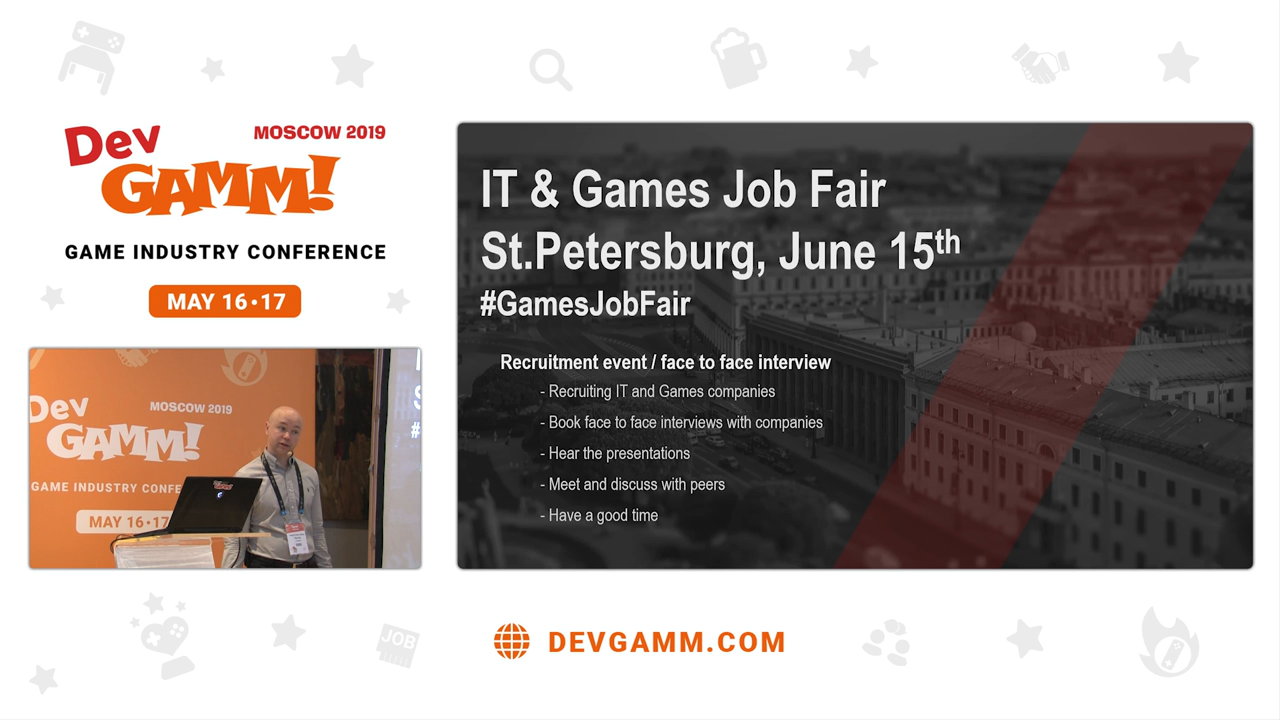 Dev
GAMM!
MOSCOW 2019
GAME INDUSTRY CONFERENCE
MAY 16•17
Dev
GAMM!
MOSCOW 2019
GAME INDUSTRY CONFE
MAY 16•17
IT & Games Job Fair
St.Petersburg, June 15th
#GamesJobFair
Recruitment event / face to face interview
- Recruiting IT and Games companies
- Book face to face interviews with companies
- Hear the presentations
- Meet and discuss with peers
- Have a good time
JOB
DEVGAMM.COM